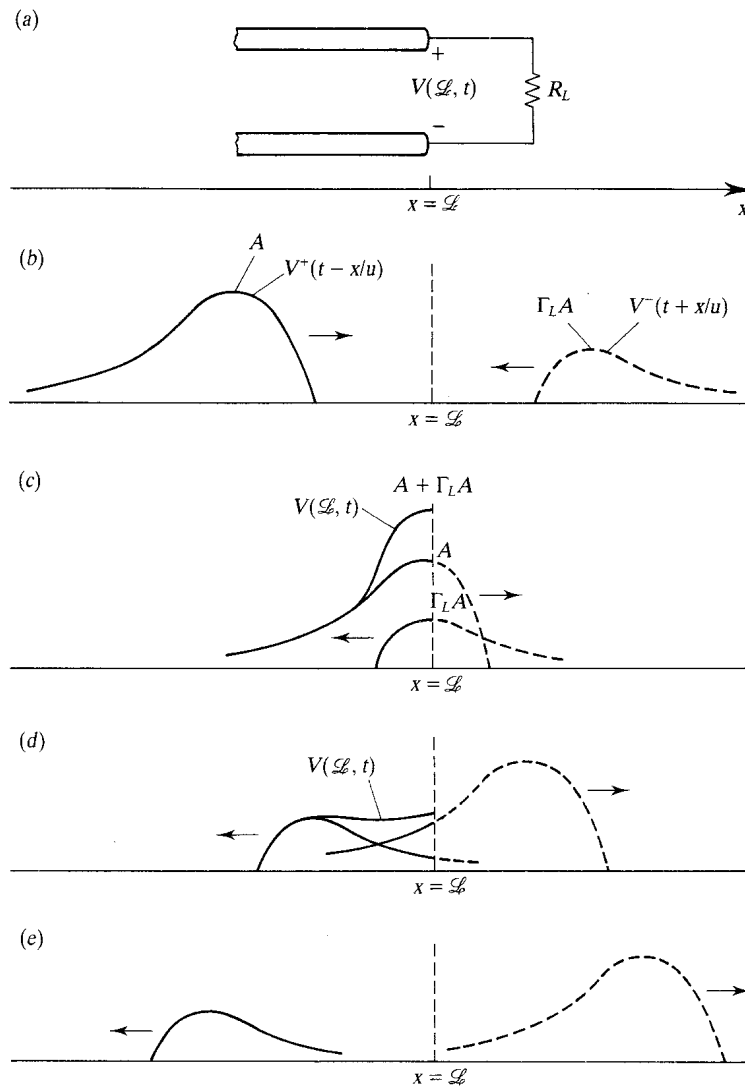 (a)
+
V(ℒ, t)
R_L
−
x = ℒ
x
(b)
A
V⁺(t − x/u)
Γ_L A
V⁻(t + x/u)
x = ℒ
(c)
A + Γ_L A
V(ℒ, t)
A
Γ_L A
x = ℒ
(d)
V(ℒ, t)
x = ℒ
(e)
x = ℒ